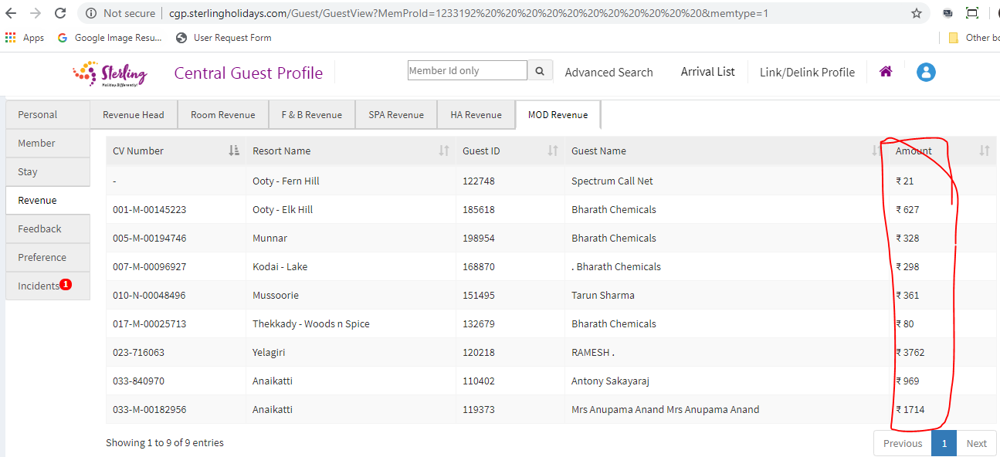 Not secure | cgp.sterlingholidays.com/Guest/GuestView?MemProId=1233192%20%20%20%20%20%20%20%20%20%20%20&memtype=1
Apps Google Image Resu... User Request Form Other bo
Sterling
Holiday Differently!
Central Guest Profile
Member Id only
Advanced Search
Arrival List
Link/Delink Profile
Personal
Member
Stay
Revenue
Feedback
Preference
Incidents 1
Revenue Head Room Revenue F & B Revenue SPA Revenue HA Revenue MOD Revenue
CV Number Resort Name Guest ID Guest Name Amount
- Ooty - Fern Hill 122748 Spectrum Call Net ₹ 21
001-M-00145223 Ooty - Elk Hill 185618 Bharath Chemicals ₹ 627
005-M-00194746 Munnar 198954 Bharath Chemicals ₹ 328
007-M-00096927 Kodai - Lake 168870 . Bharath Chemicals ₹ 298
010-N-00048496 Mussoorie 151495 Tarun Sharma ₹ 361
017-M-00025713 Thekkady - Woods n Spice 132679 Bharath Chemicals ₹ 80
023-716063 Yelagiri 120218 RAMESH . ₹ 3762
033-840970 Anaikatti 110402 Antony Sakayaraj ₹ 969
033-M-00182956 Anaikatti 119373 Mrs Anupama Anand Mrs Anupama Anand ₹ 1714
Showing 1 to 9 of 9 entries
Previous 1 Next